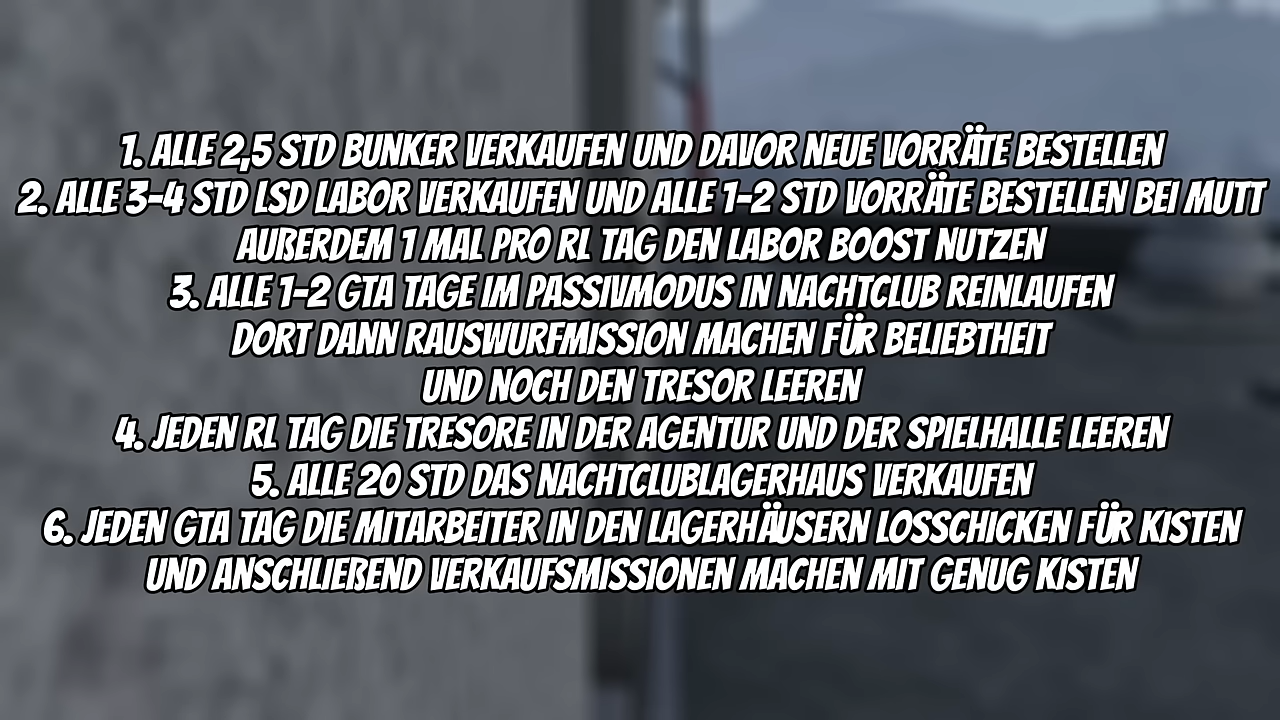 1. ALLE 2,5 STD BUNKER VERKAUFEN UND DAVOR NEUE VORRÄTE BESTELLEN
2. ALLE 3-4 STD LSD LABOR VERKAUFEN UND ALLE 1-2 STD VORRÄTE BESTELLEN BEI MUTT
AUßERDEM 1 MAL PRO RL TAG DEN LABOR BOOST NUTZEN
3. ALLE 1-2 GTA TAGE IM PASSIVMODUS IN NACHTCLUB REINLAUFEN
DORT DANN RAUSWURFMISSION MACHEN FÜR BELIEBTHEIT
UND NOCH DEN TRESOR LEEREN
4. JEDEN RL TAG DIE TRESORE IN DER AGENTUR UND DER SPIELHALLE LEEREN
5. ALLE 20 STD DAS NACHTCLUBLAGERHAUS VERKAUFEN
6. JEDEN GTA TAG DIE MITARBEITER IN DEN LAGERHÄUSERN LOSSCHICKEN FÜR KISTEN
UND ANSCHLIEßEND VERKAUFSMISSIONEN MACHEN MIT GENUG KISTEN